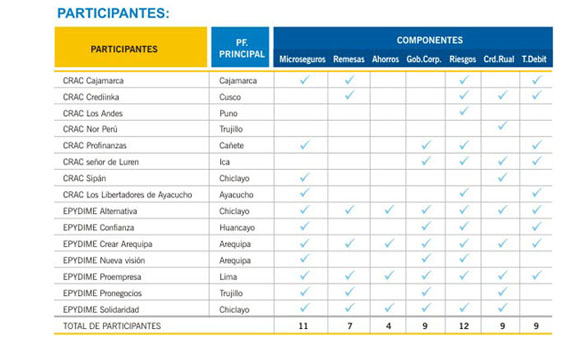 PARTICIPANTES:
PARTICIPANTES PF. PRINCIPAL COMPONENTES
Microseguros Remesas Ahorros Gob.Corp. Riesgos Crd.Rual T.Debit
CRAC Cajamarca Cajamarca ✓ ✓ ✓ ✓
CRAC Crediinka Cusco ✓ ✓ ✓ ✓
CRAC Los Andes Puno ✓
CRAC Nor Perú Trujillo ✓
CRAC Profinanzas Cañete ✓ ✓ ✓ ✓
CRAC señor de Luren Ica ✓ ✓ ✓ ✓
CRAC Sipán Chiclayo ✓ ✓
CRAC Los Libertadores de Ayacucho Ayacucho ✓ ✓ ✓
EPYDIME Alternativa Chiclayo ✓ ✓ ✓ ✓ ✓ ✓ ✓
EPYDIME Confianza Huancayo ✓ ✓ ✓ ✓
EPYDIME Crear Arequipa Arequipa ✓ ✓ ✓ ✓ ✓ ✓ ✓
EPYDIME Nueva visión Arequipa ✓ ✓ ✓
EPYDIME Proempresa Lima ✓ ✓ ✓ ✓ ✓ ✓ ✓
EPYDIME Pronegocios Trujillo ✓ ✓ ✓ ✓
EPYDIME Solidaridad Chiclayo ✓ ✓ ✓ ✓ ✓ ✓
TOTAL DE PARTICIPANTES 11 7 4 9 12 9 9